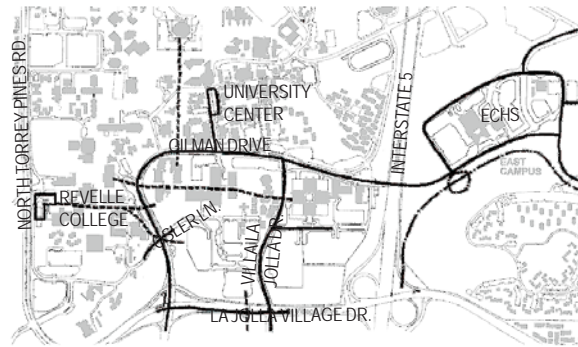 NORTH TORREY PINES RD.
UNIVERSITY
CENTER
INTERSTATE 5
ECHS
EAST
CAMPUS
GILMAN DRIVE
REVELLE
COLLEGE
OSLER LN.
VILLA LA
JOLLA DR.
LA JOLLA VILLAGE DR.